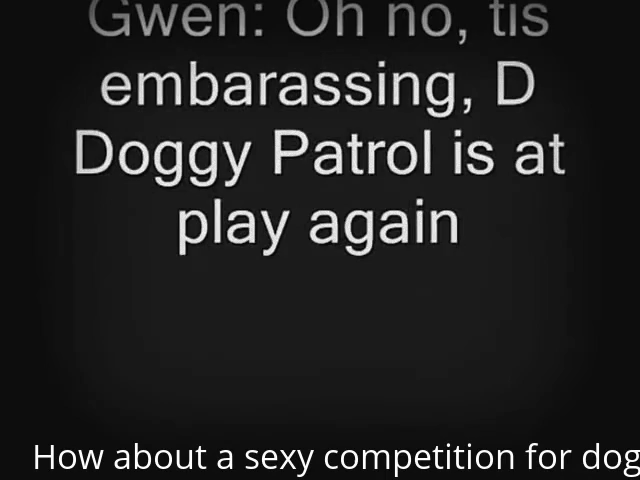 Gwen: Oh no, tis
embarassing, D
Doggy Patrol is at
play again
How about a sexy competition for dog